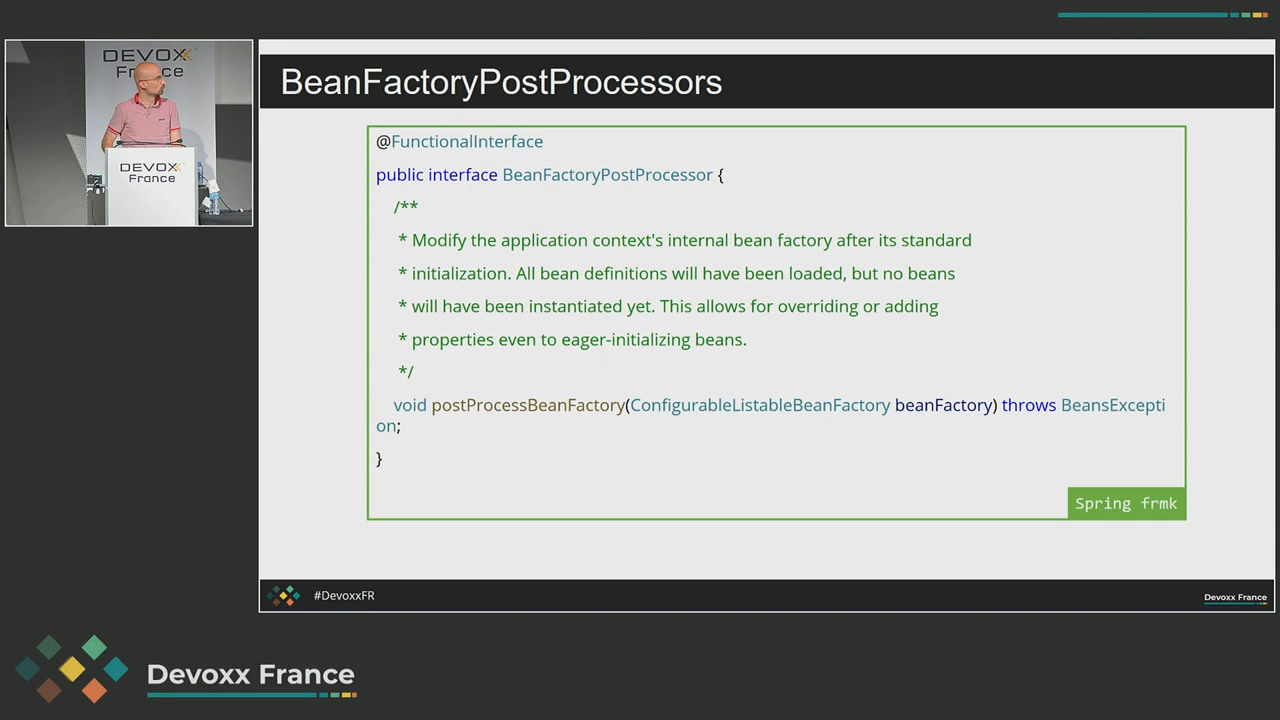 DEVOXX
France
DEVOXX
France
BeanFactoryPostProcessors
@FunctionalInterface
public interface BeanFactoryPostProcessor {
/**
* Modify the application context's internal bean factory after its standard
* initialization. All bean definitions will have been loaded, but no beans
* will have been instantiated yet. This allows for overriding or adding
* properties even to eager-initializing beans.
*/
void postProcessBeanFactory(ConfigurableListableBeanFactory beanFactory) throws BeansExcepti
on;
}
Spring frmk
#DevoxxFR
Devoxx France
Devoxx France